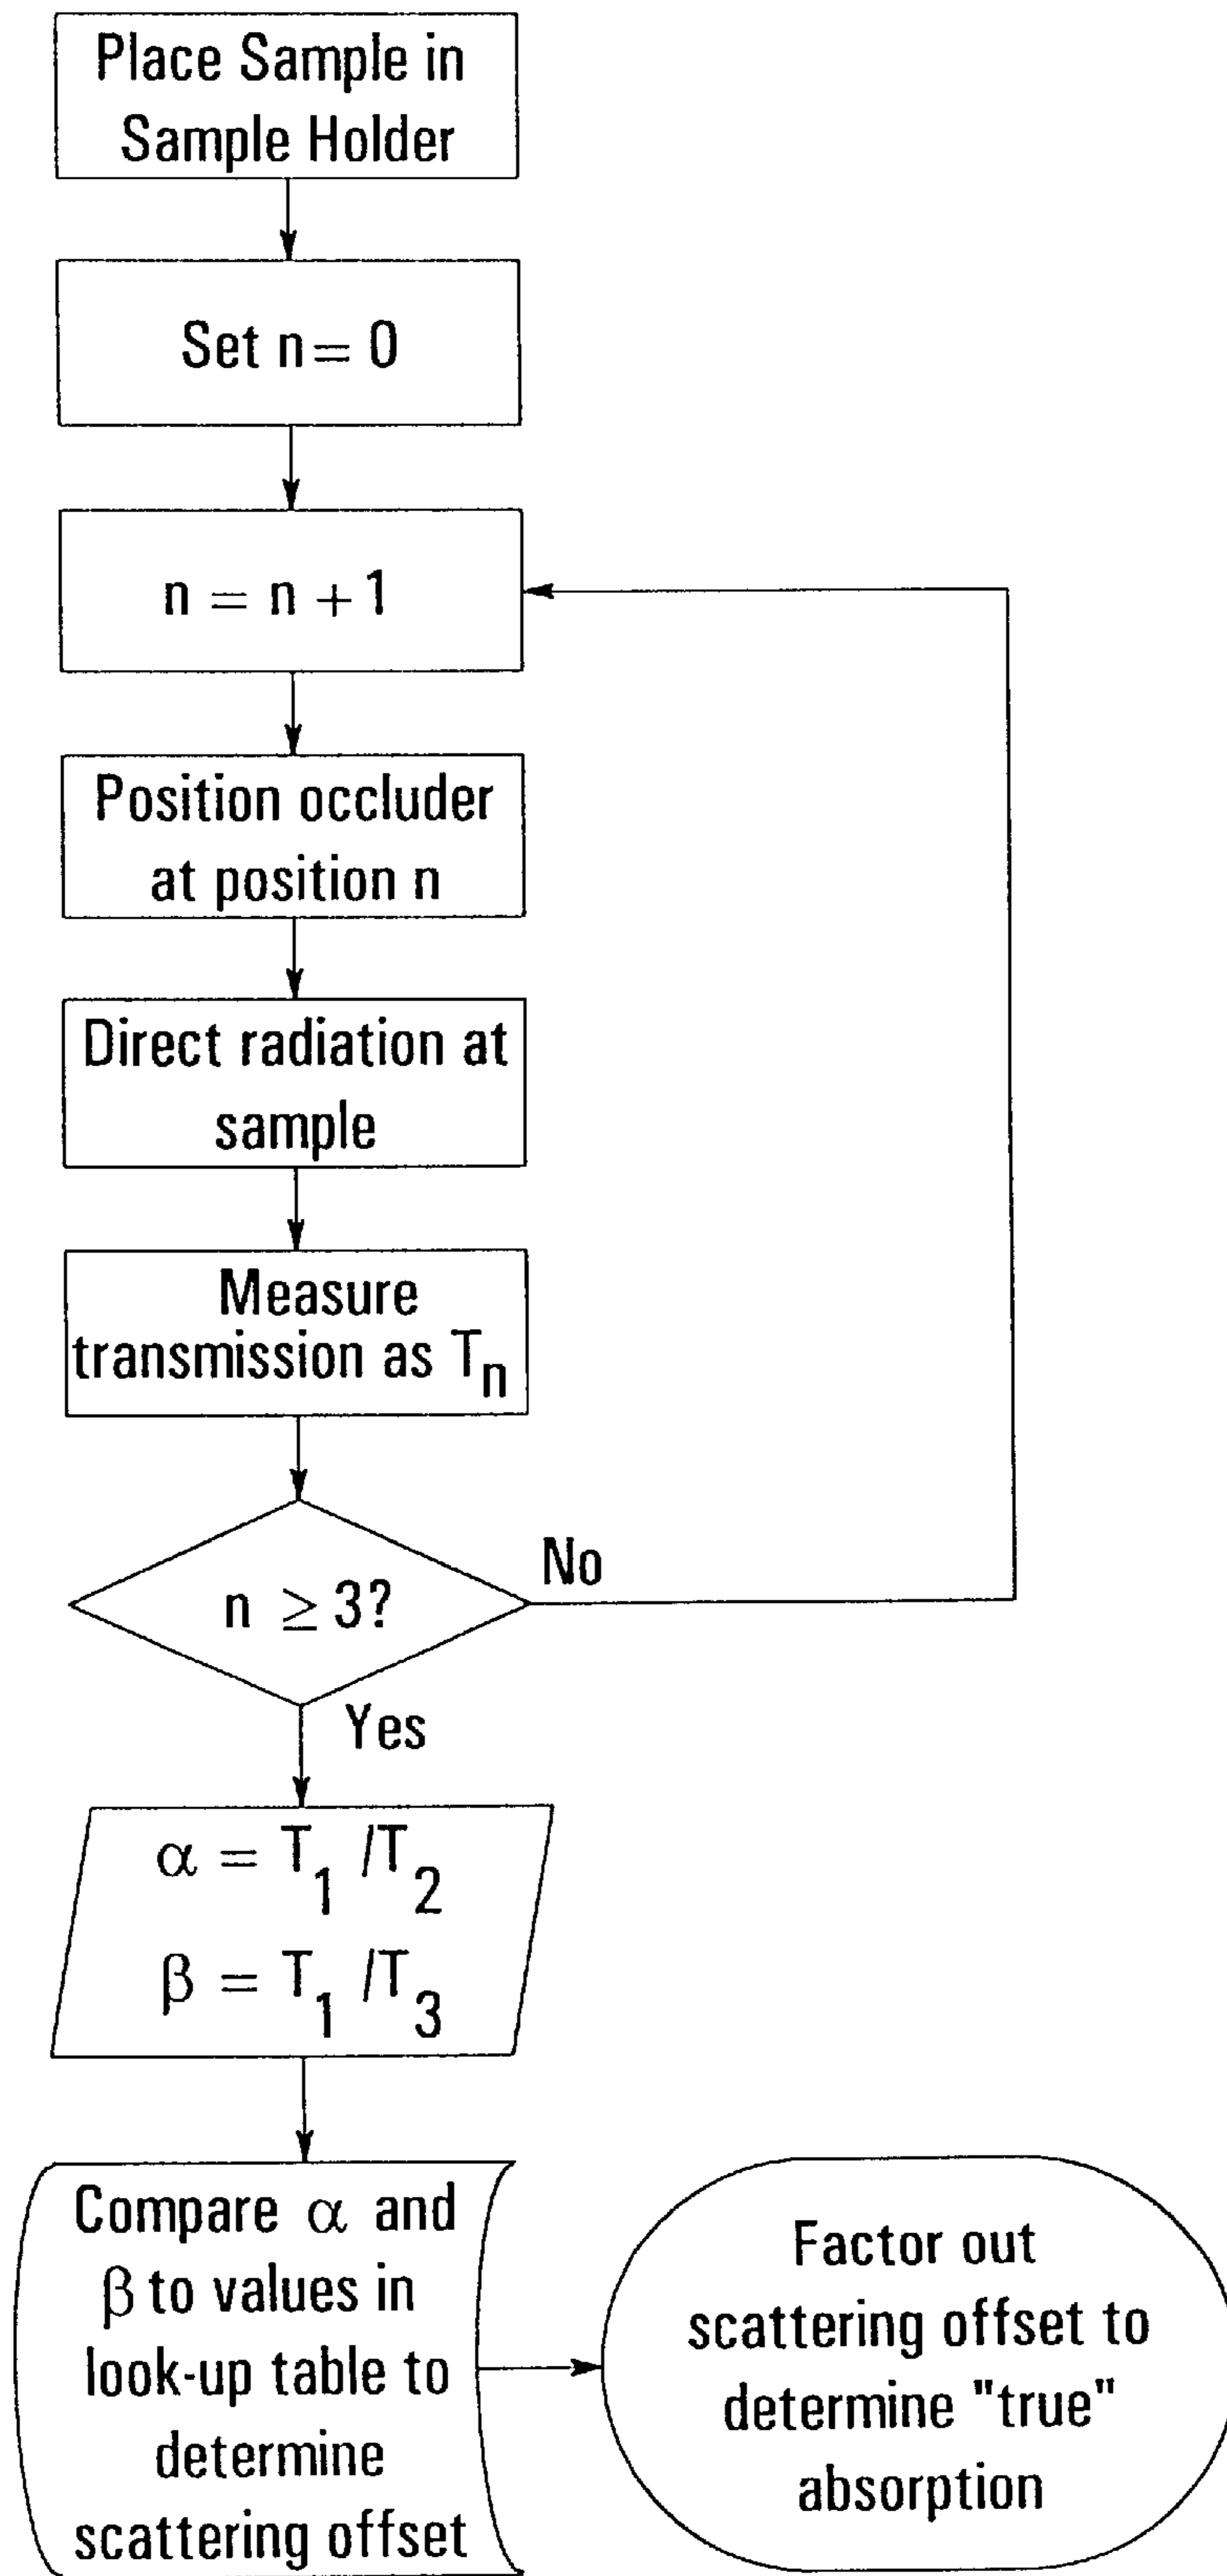 Place Sample in
Sample Holder
Set n = 0
n = n + 1
Position occluder
at position n
Direct radiation at
sample
Measure
transmission as Tn
n ≥ 3?
No
Yes
α = T1 /T2
β = T1 /T3
Compare α and
β to values in
look-up table to
determine
scattering offset
Factor out
scattering offset to
determine "true"
absorption